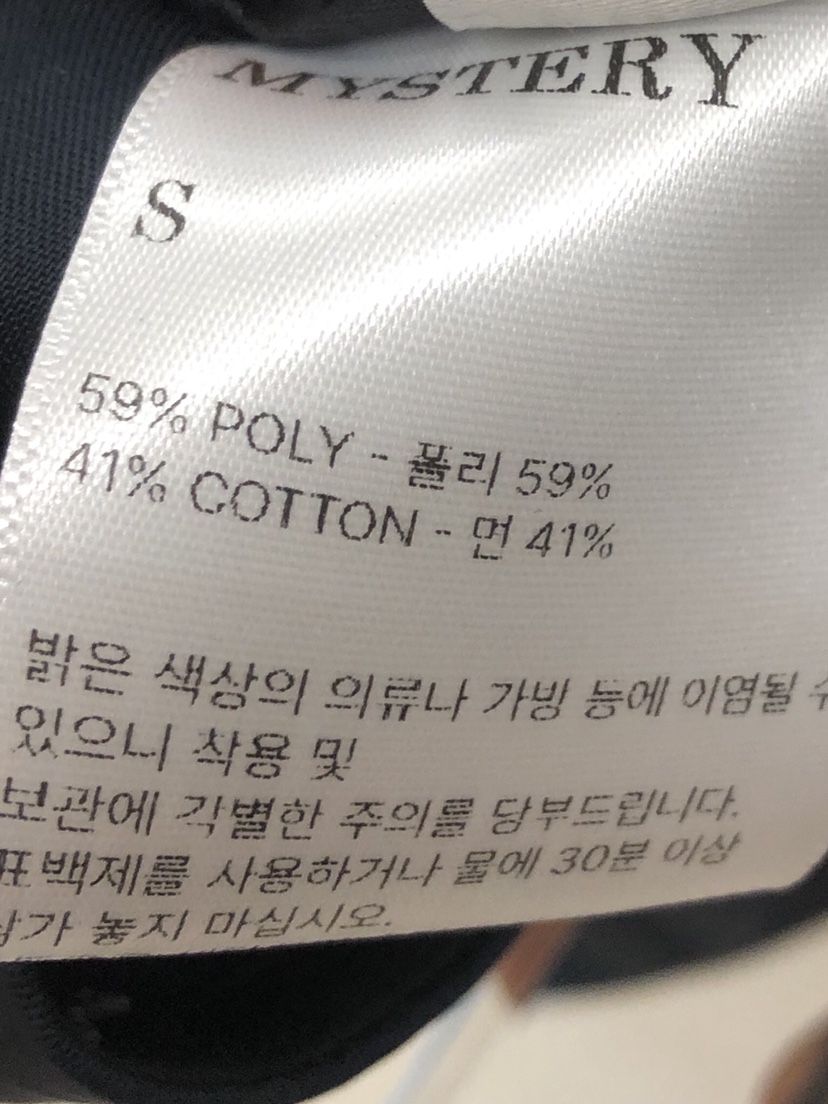 MYSTERY
S
59% POLY - 폴리 59%
41% COTTON - 면 41%
밝은 색상의 의류나 가방 등에 이염될 수
있으니 착용 및
보관에 각별한 주의를 당부드립니다.
표백제를 사용하거나 물에 30분 이상
담가 놓지 마십시오.